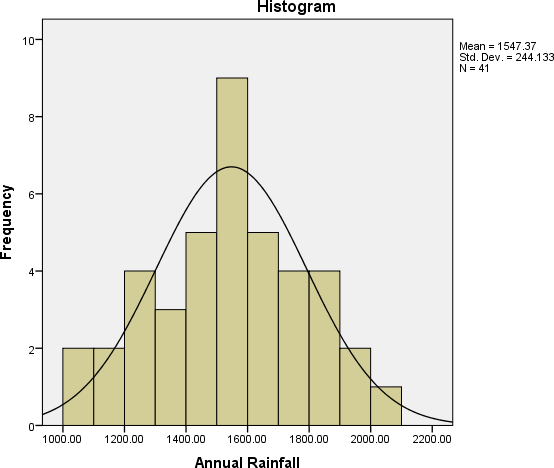 Histogram
Mean = 1547.37
Std. Dev. = 244.133
N = 41
10
8
6
4
2
0
Frequency
1000.00 1200.00 1400.00 1600.00 1800.00 2000.00 2200.00
Annual Rainfall